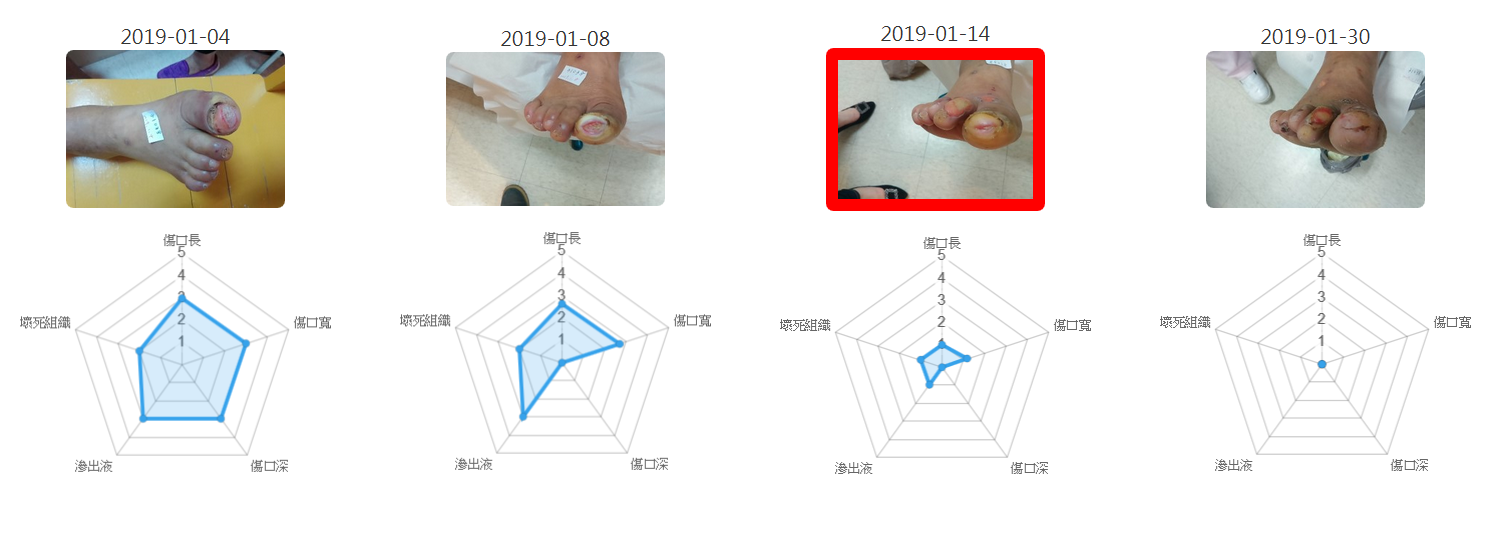 2019-01-04
2019-01-08
2019-01-14
2019-01-30
傷口長
5
4
3
2
1
傷口寬
傷口深
滲出液
壞死組織
傷口長
5
4
3
2
1
傷口寬
傷口深
滲出液
壞死組織
傷口長
5
4
3
2
1
傷口寬
傷口深
滲出液
壞死組織
傷口長
5
4
3
2
1
傷口寬
傷口深
滲出液
壞死組織